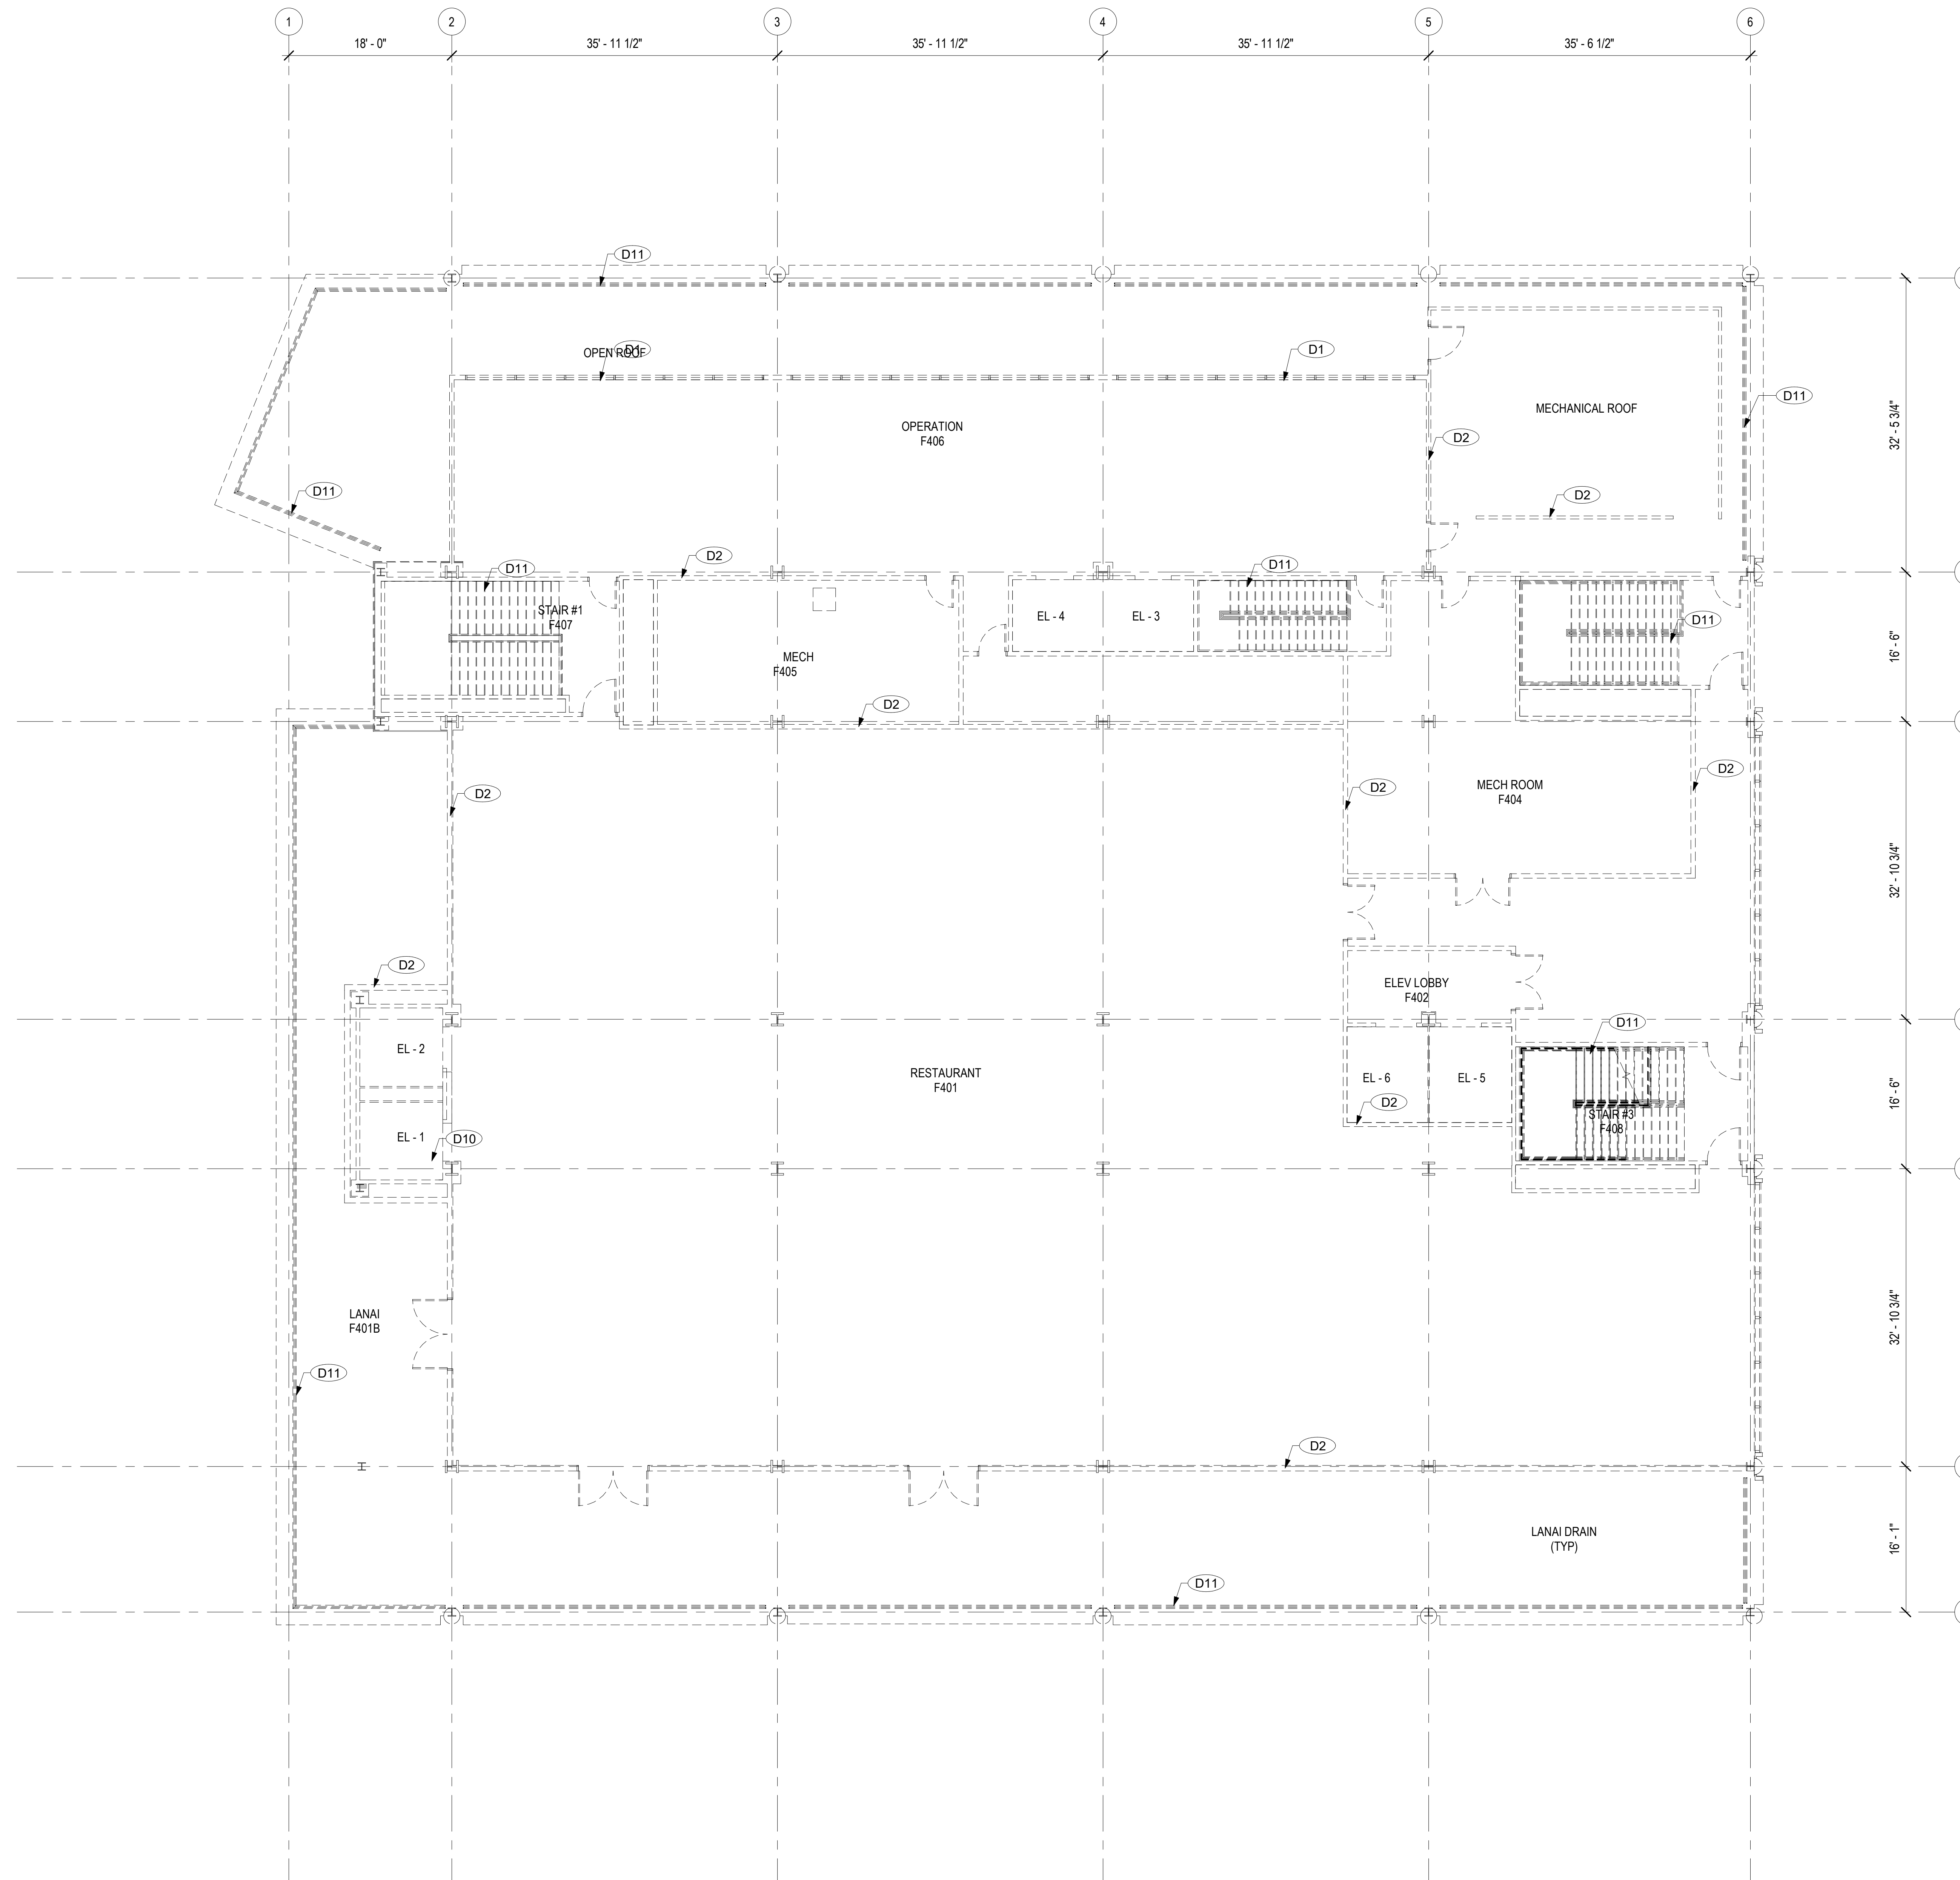 1
2
3
4
5
6
18' - 0"
35' - 11 1/2"
35' - 11 1/2"
35' - 11 1/2"
35' - 6 1/2"
D11
D1
OPEN ROOF
D1
D11
MECHANICAL ROOF
32' - 5 3/4"
OPERATION
F406
D2
D11
D2
D2
D11
D11
STAIR #1
F407
EL - 4
EL - 3
D11
16' - 6"
MECH
F405
D2
D2
MECH ROOM
F404
D2
D2
32' - 10 3/4"
D2
ELEV LOBBY
F402
D11
EL - 2
RESTAURANT
F401
EL - 6
EL - 5
D2
STAIR #3
F408
16' - 6"
EL - 1
D10
LANAI
F401B
32' - 10 3/4"
D11
D2
LANAI DRAIN
(TYP)
16' - 1"
D11